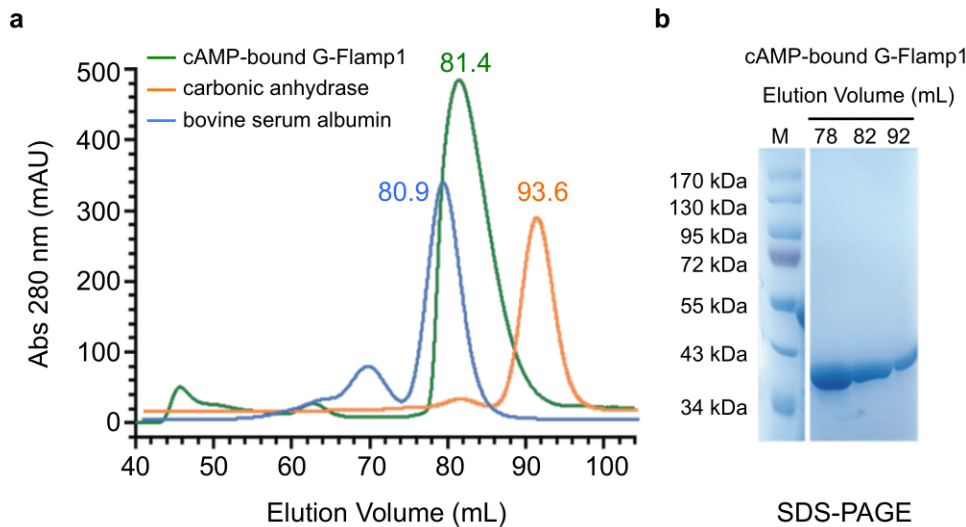 a
cAMP-bound G-Flamp1
carbonic anhydrase
bovine serum albumin
81.4
80.9
93.6
500
400
300
200
100
0
Abs 280 nm (mAU)
40 50 60 70 80 90 100
Elution Volume (mL)
b
cAMP-bound G-Flamp1
Elution Volume (mL)
M 78 82 92
170 kDa
130 kDa
95 kDa
72 kDa
55 kDa
43 kDa
34 kDa
SDS-PAGE